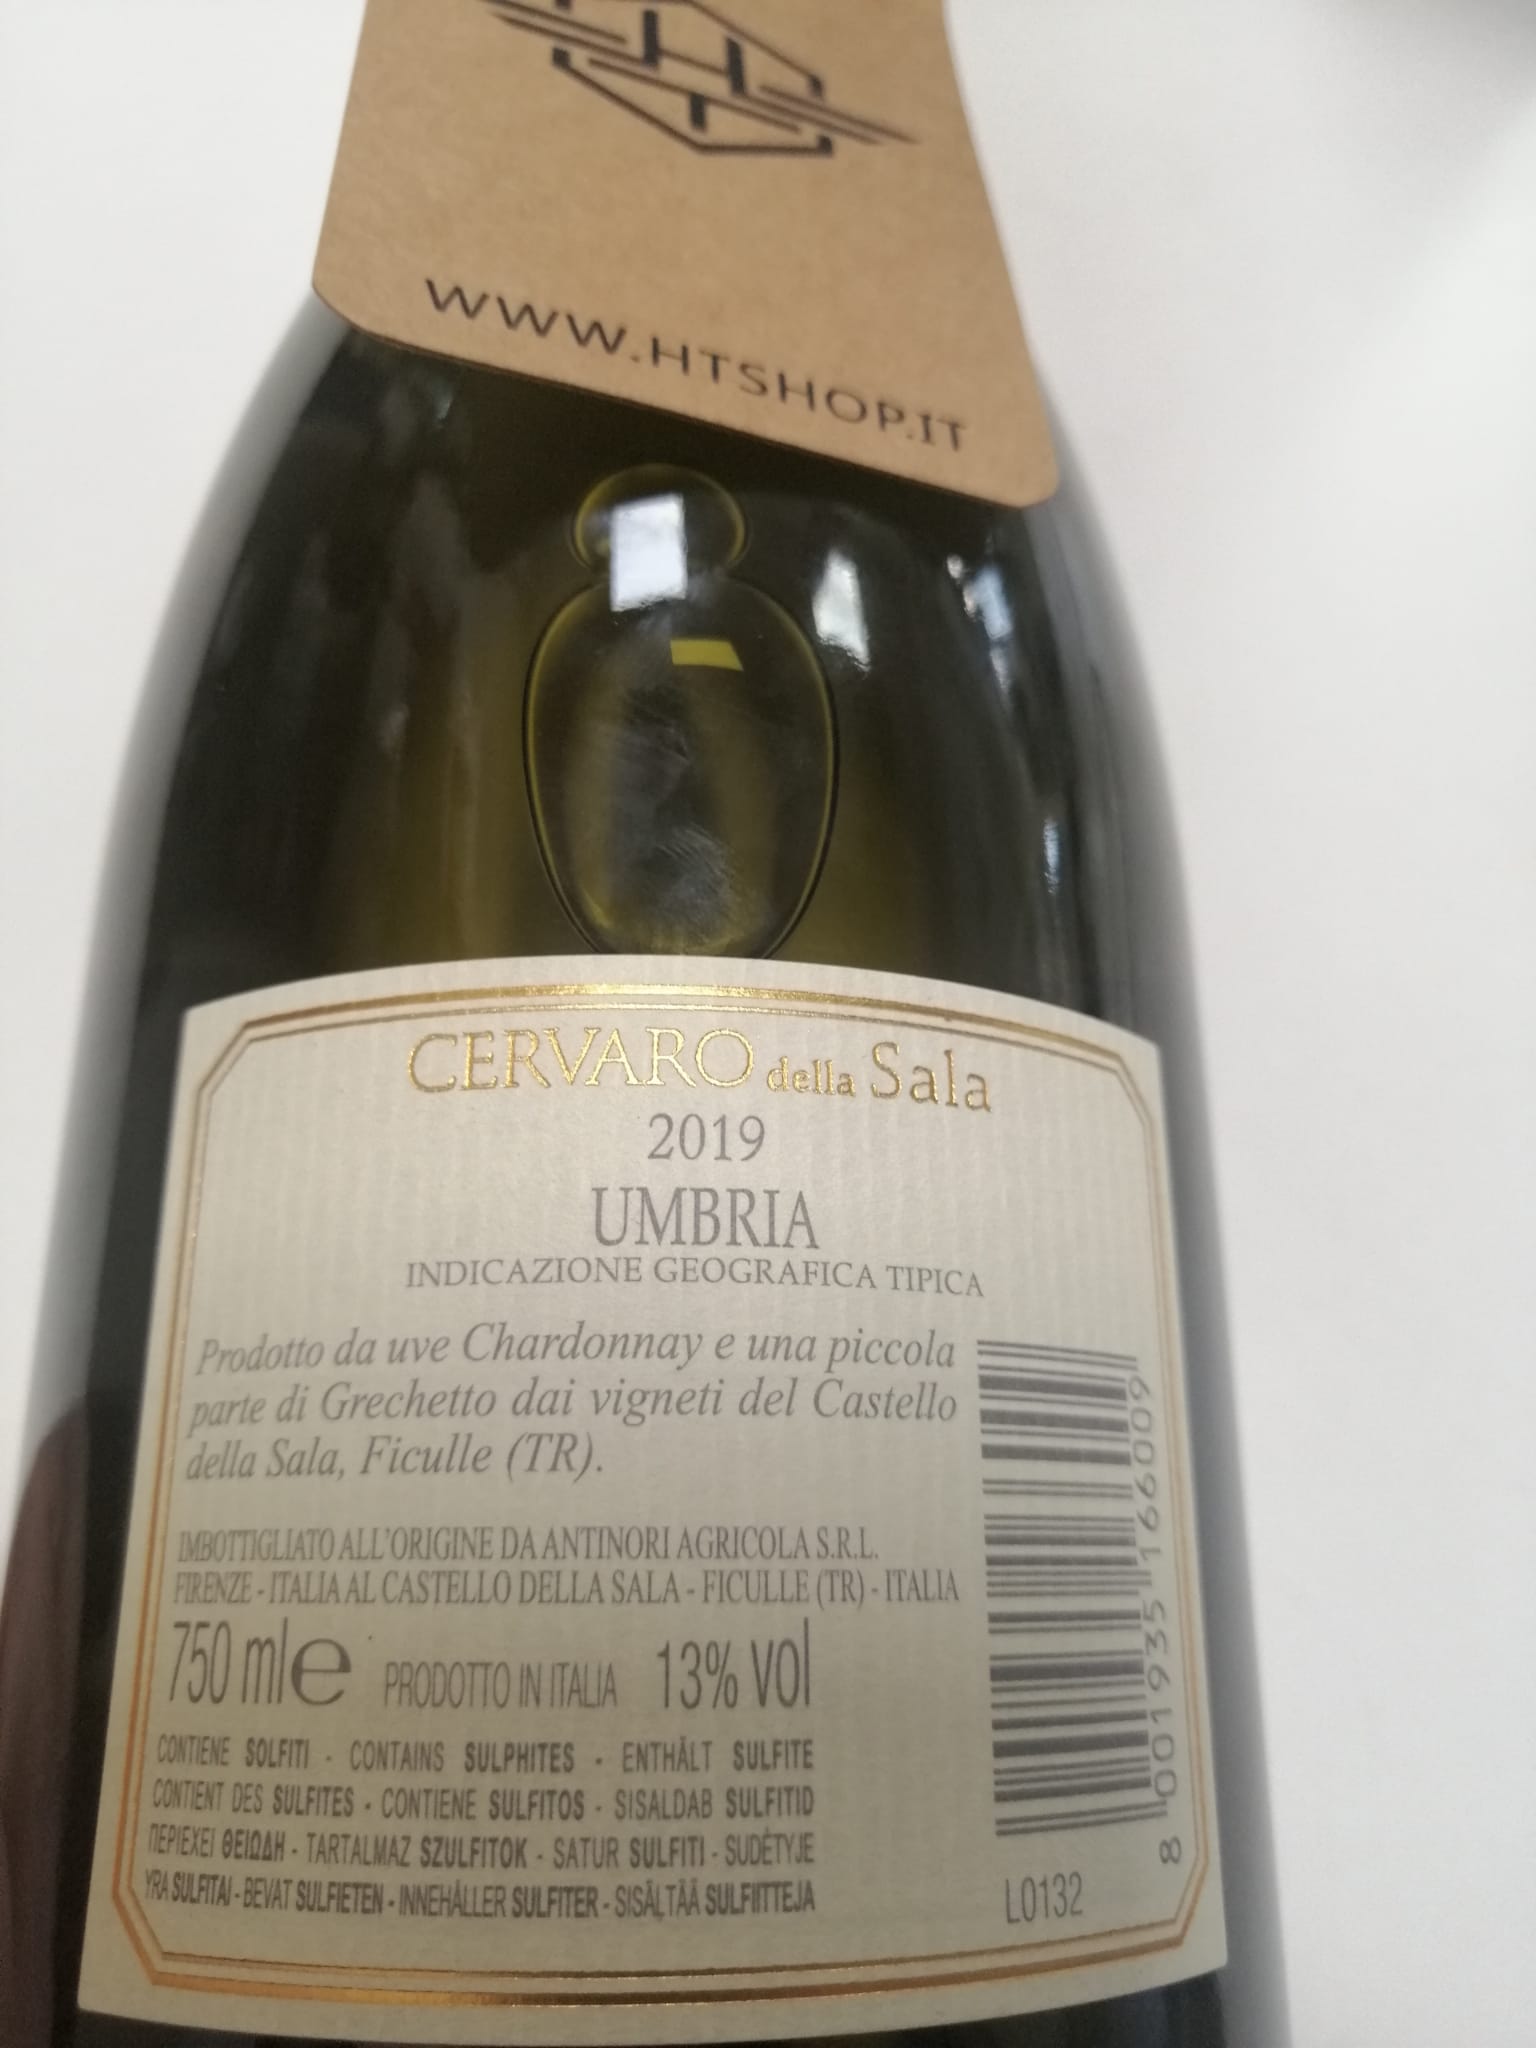 WWW.HTSHOP.IT
CERVARO della Sala
2019
UMBRIA
INDICAZIONE GEOGRAFICA TIPICA
Prodotto da uve Chardonnay e una piccola
parte di Grechetto dai vigneti del Castello
della Sala, Ficulle (TR).
IMBOTTIGLIATO ALL'ORIGINE DA ANTINORI AGRICOLA S.R.L.
FIRENZE - ITALIA AL CASTELLO DELLA SALA - FICULLE (TR) - ITALIA
750 ml e PRODOTTO IN ITALIA 13% vol
CONTIENE SOLFITI - CONTAINS SULPHITES - ENTHÄLT SULFITE
CONTIENT DES SULFITES - CONTIENE SULFITOS - SISALDAB SULFITID
ΠΕΡΙΕΧΕΙ ΘΕΙΩΔΗ - TARTALMAZ SZULFITOK - SATUR SULFITI - SUDĖTYJE
YRA SULFITAI - BEVAT SULFIETEN - INNEHÅLLER SULFITER - SISÄLTÄÄ SULFIITTEJA
8 001935 166009
L0132